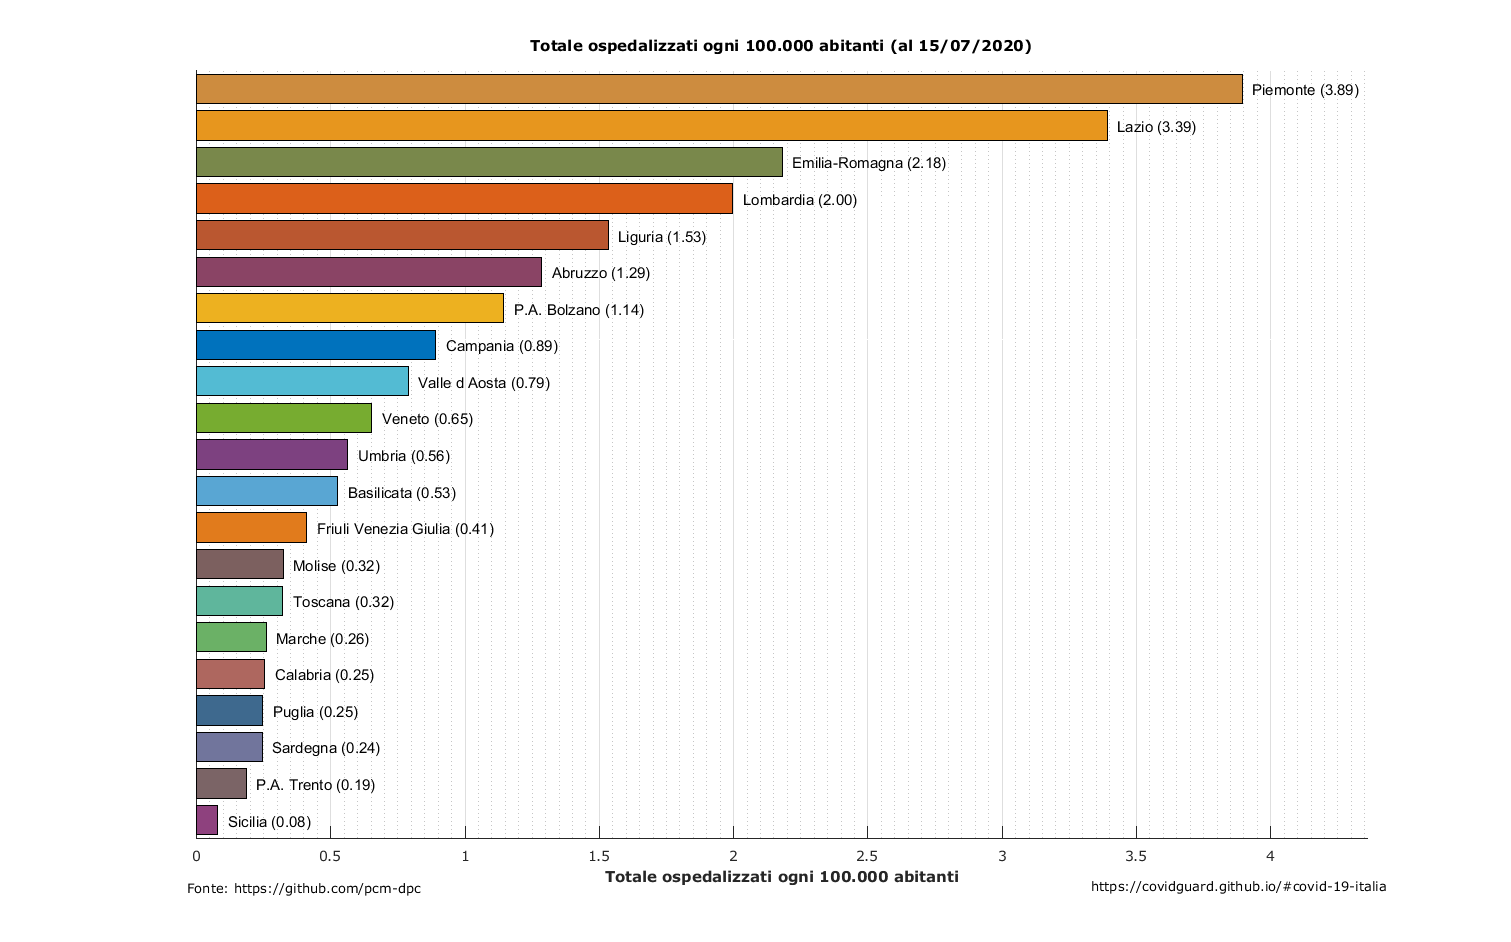 Totale ospedalizzati ogni 100.000 abitanti (al 15/07/2020)
Piemonte (3.89)
Lazio (3.39)
Emilia-Romagna (2.18)
Lombardia (2.00)
Liguria (1.53)
Abruzzo (1.29)
P.A. Bolzano (1.14)
Campania (0.89)
Valle d Aosta (0.79)
Veneto (0.65)
Umbria (0.56)
Basilicata (0.53)
Friuli Venezia Giulia (0.41)
Molise (0.32)
Toscana (0.32)
Marche (0.26)
Calabria (0.25)
Puglia (0.25)
Sardegna (0.24)
P.A. Trento (0.19)
Sicilia (0.08)
0 0.5 1 1.5 2 2.5 3 3.5 4
Totale ospedalizzati ogni 100.000 abitanti
Fonte: https://github.com/pcm-dpc
https://covidguard.github.io/#covid-19-italia